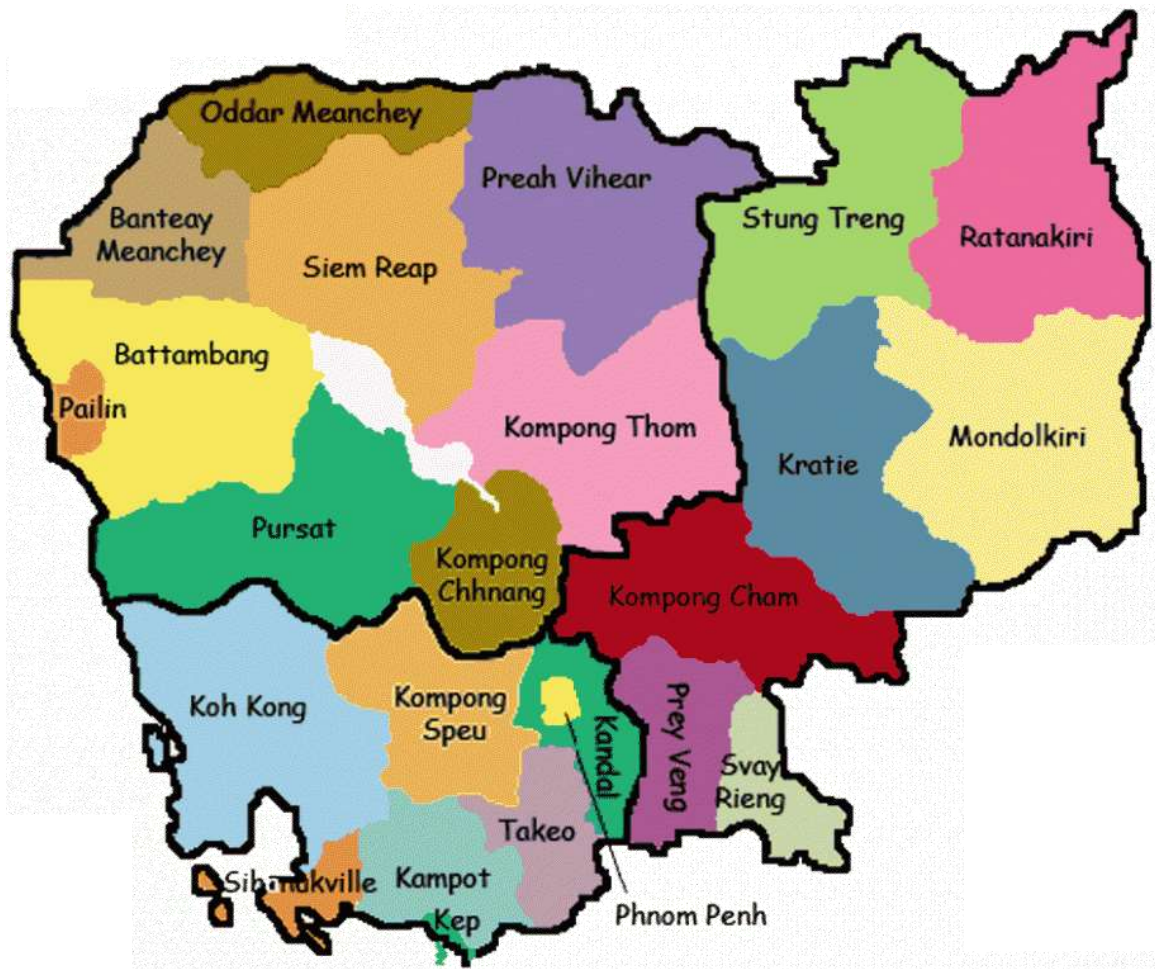 Oddar Meanchey
Preah Vihear
Banteay
Meanchey
Siem Reap
Stung Treng
Ratanakiri
Battambang
Pailin
Kompong Thom
Kratie
Mondolkiri
Pursat
Kompong
Chhnang
Kompong Cham
Koh Kong
Kompong
Speu
Kandal
Prey Veng
Svay
Rieng
Takeo
Sihanukville
Kampot
Kep
Phnom Penh